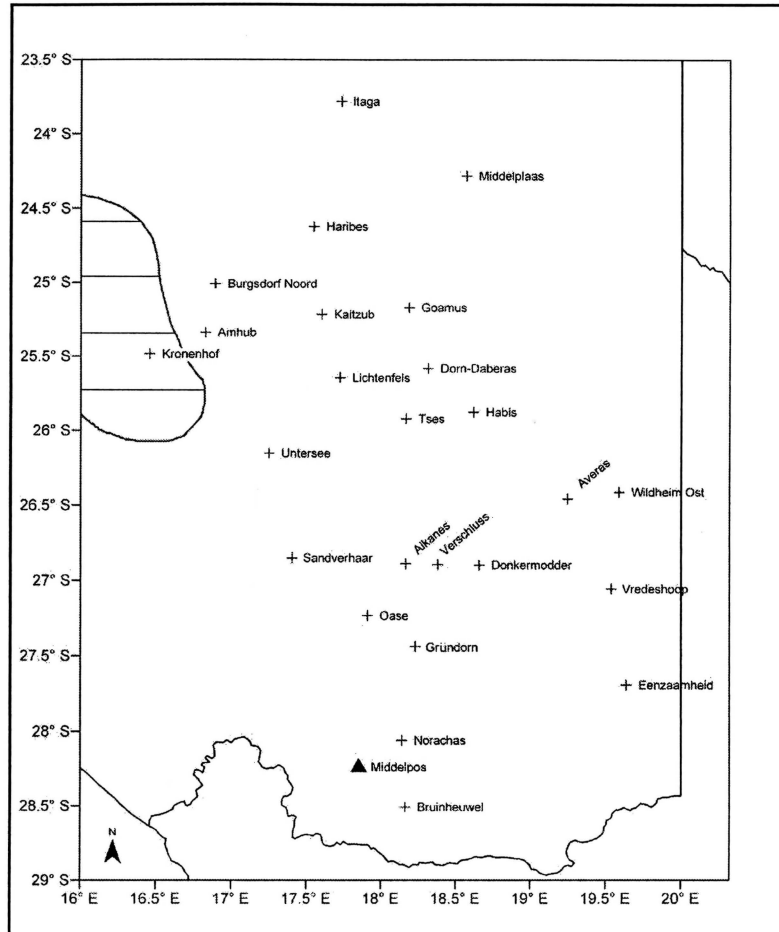 23.5° S
Itaga
24° S
Middelplaas
24.5° S
Haribes
25° S
Burgsdorf Noord
Goamus
Kaitzub
Amhub
25.5° S
Kronenhof
Dorn-Daberas
Lichtenfels
Habis
Tses
26° S
Untersee
Averas
Wildheim Ost
26.5° S
Alkanes
Verschluss
Sandverhaar
Donkermodder
27° S
Vredeshoop
Oase
Gründorn
27.5° S
Eenzaamheid
28° S
Norachas
Middelpos
28.5° S
Bruinheuwel
N
29° S
16° E 16.5° E 17° E 17.5° E 18° E 18.5° E 19° E 19.5° E 20° E